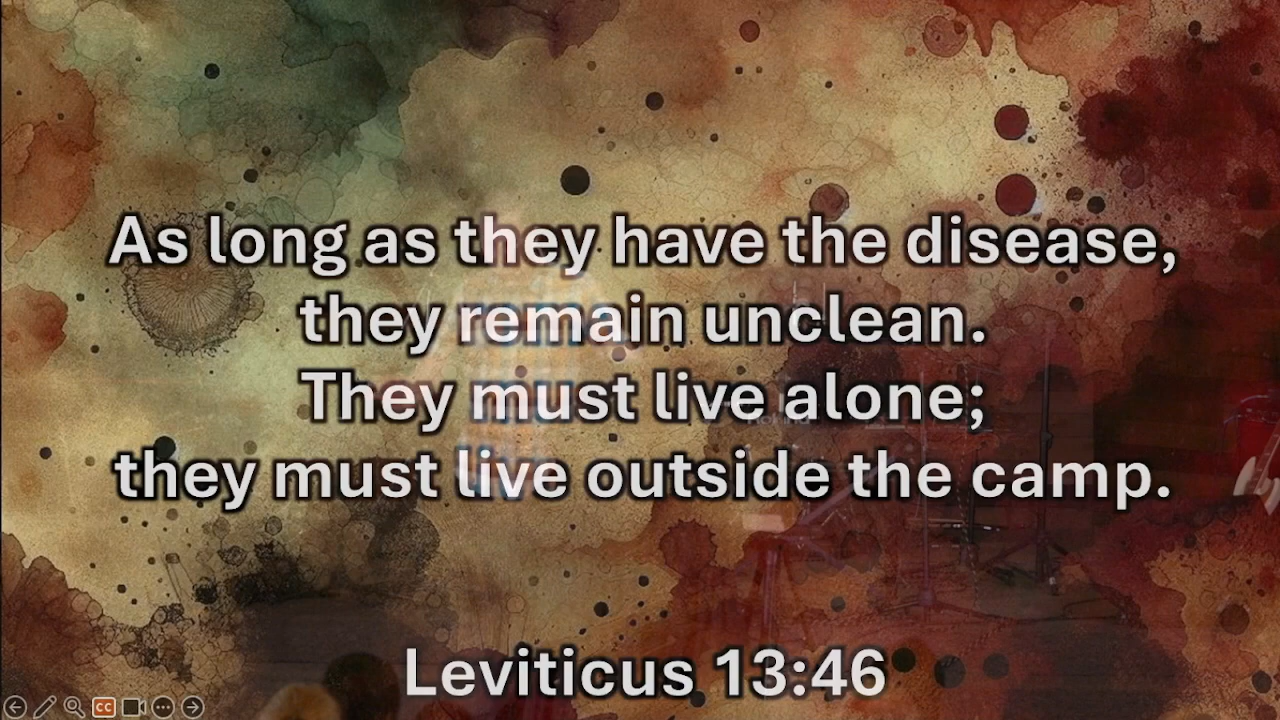 As long as they have the disease,
they remain unclean.
They must live alone;
they must live outside the camp.
Leviticus 13:46
CC